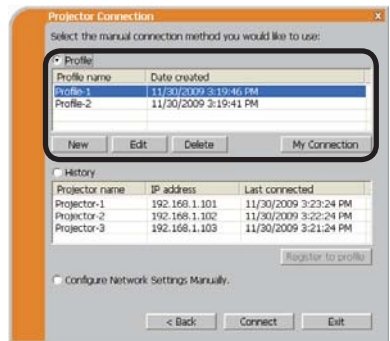 Projector Connection x
Select the manual connection method you would like to use:
Profile
Profile name Date created
Profile-1 11/30/2009 3:19:46 PM
Profile-2 11/30/2009 3:19:41 PM
New Edit Delete My Connection
History
Projector name IP address Last connected
Projector-1 192.168.1.101 11/30/2009 3:23:24 PM
Projector-2 192.168.1.102 11/30/2009 3:22:24 PM
Projector-3 192.168.1.103 11/30/2009 3:21:24 PM
Register to profile
Configure Network Settings Manually.
< Back Connect Exit